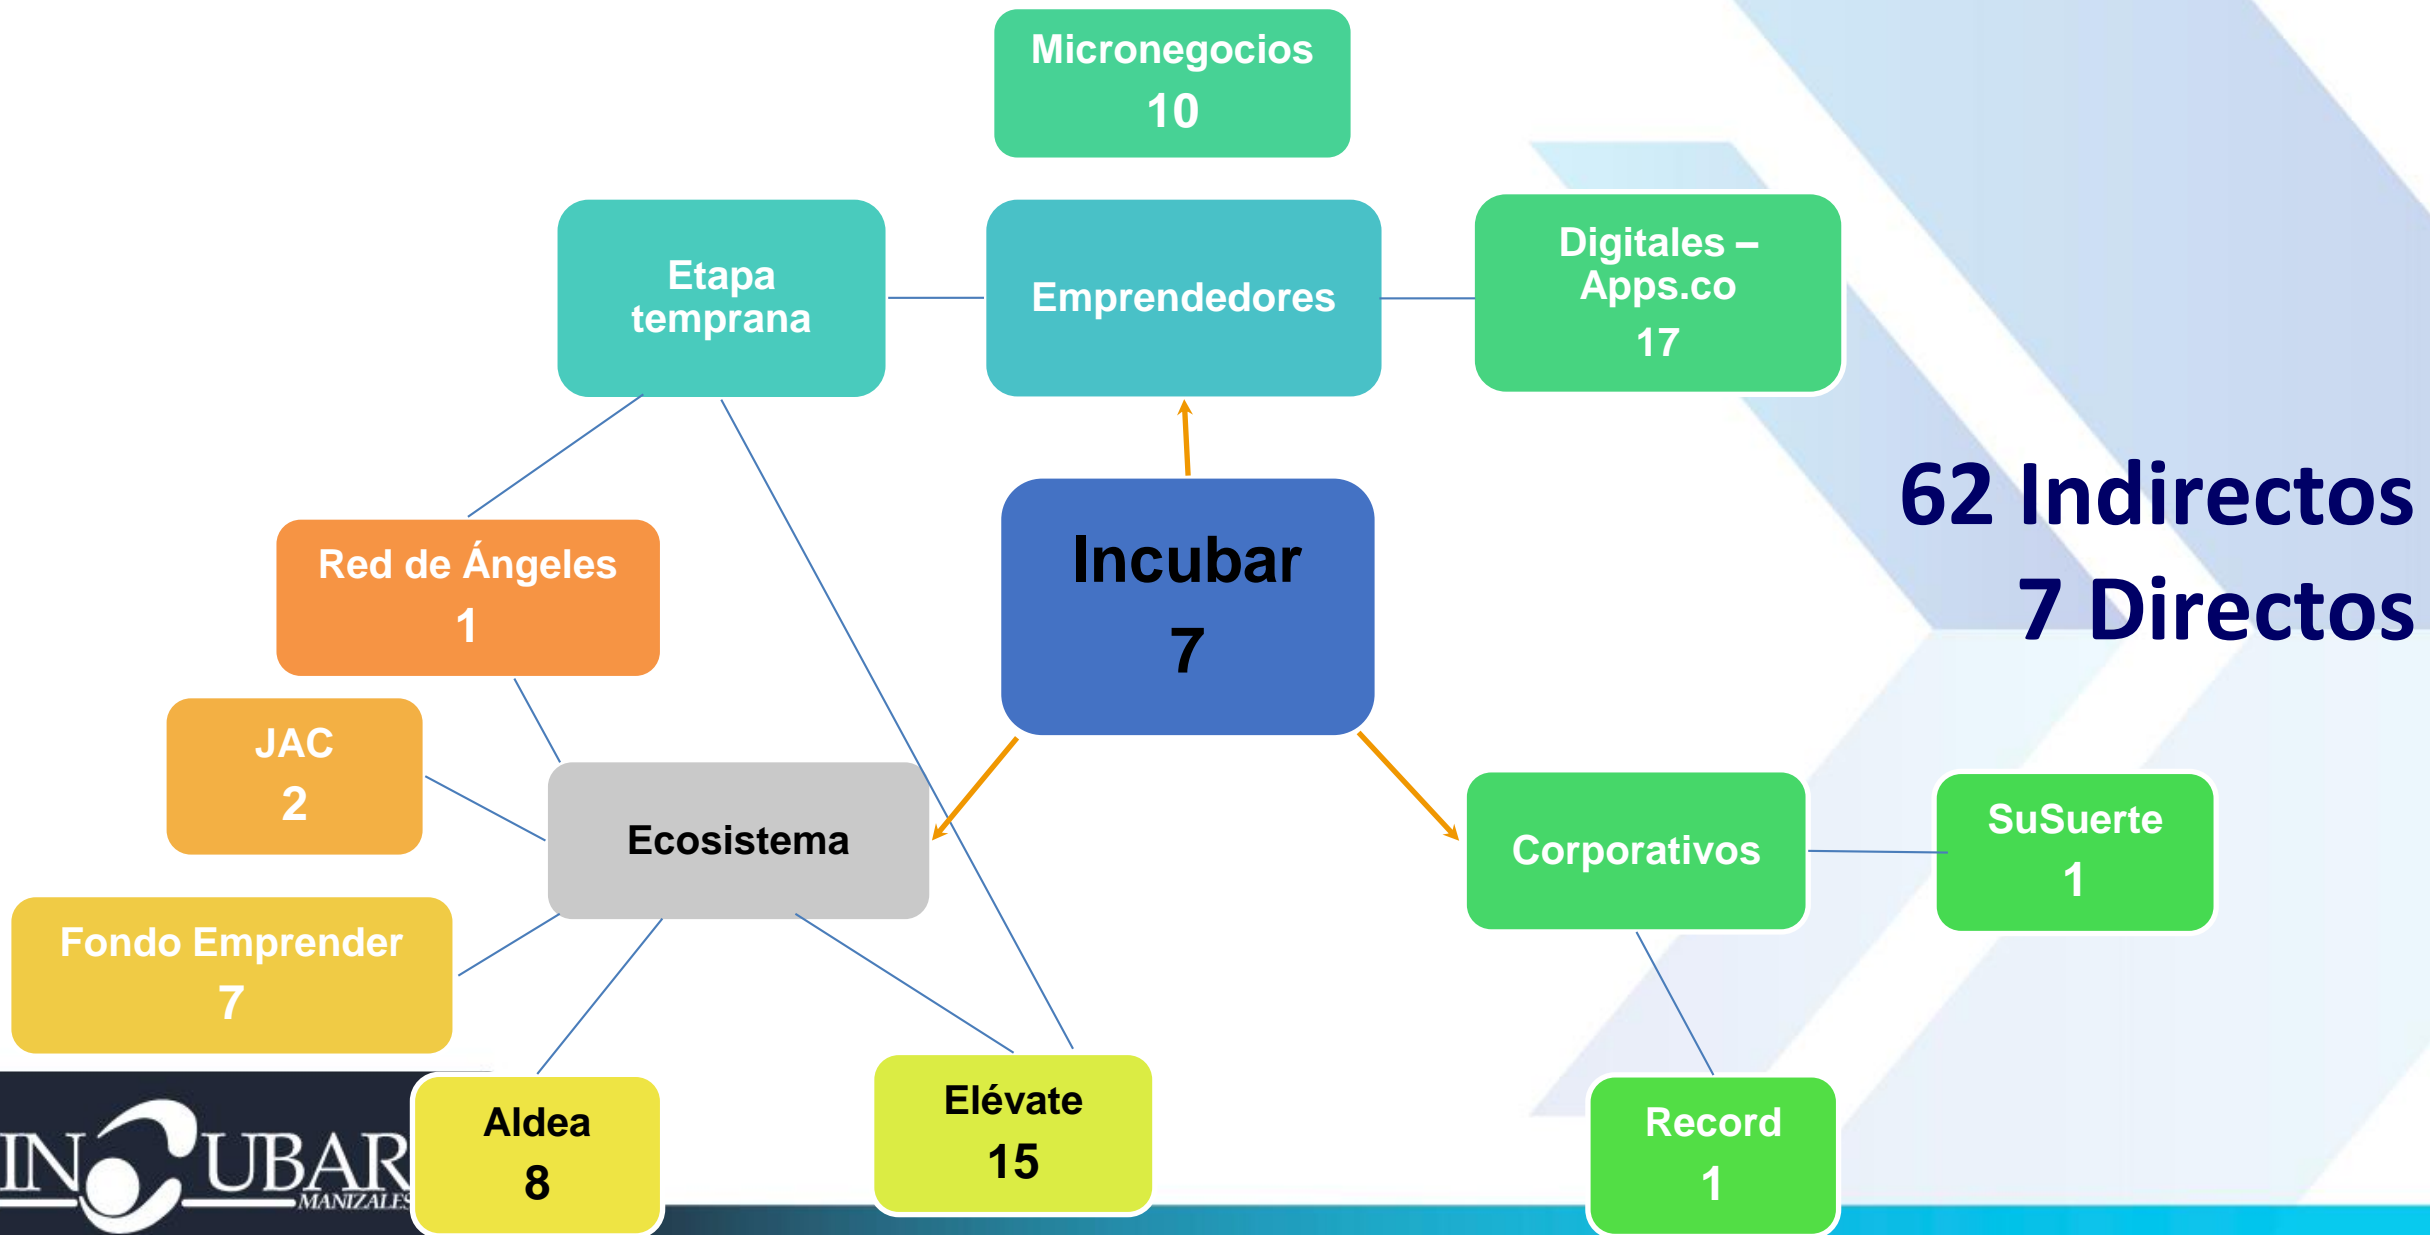 Micronegocios
10
Etapa
temprana
Emprendedores
Digitales –
Apps.co
17
62 Indirectos
7 Directos
Incubar
7
Red de Ángeles
1
JAC
2
Ecosistema
Corporativos
SuSuerte
1
Fondo Emprender
7
Aldea
8
Elévate
15
Record
1
INCUBAR
MANIZALES